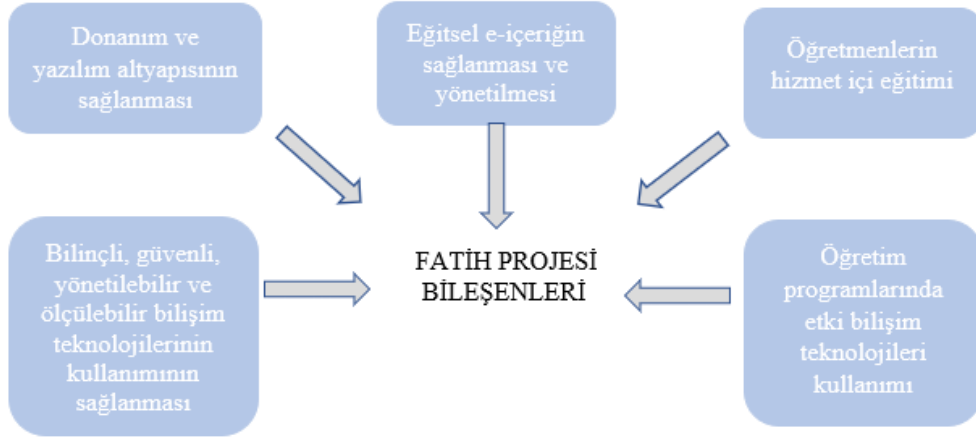 Donanım ve
yazılım altyapısının
sağlanması
Eğitsel e-içeriğin
sağlanması ve
yönetilmesi
Öğretmenlerin
hizmet içi eğitimi
Bilinçli, güvenli,
yönetilebilir ve
ölçülebilir bilişim
teknolojilerinin
kullanımının
sağlanması
FATİH PROJESİ
BİLEŞENLERİ
Öğretim
programlarında
etki bilişim
teknolojileri
kullanımı